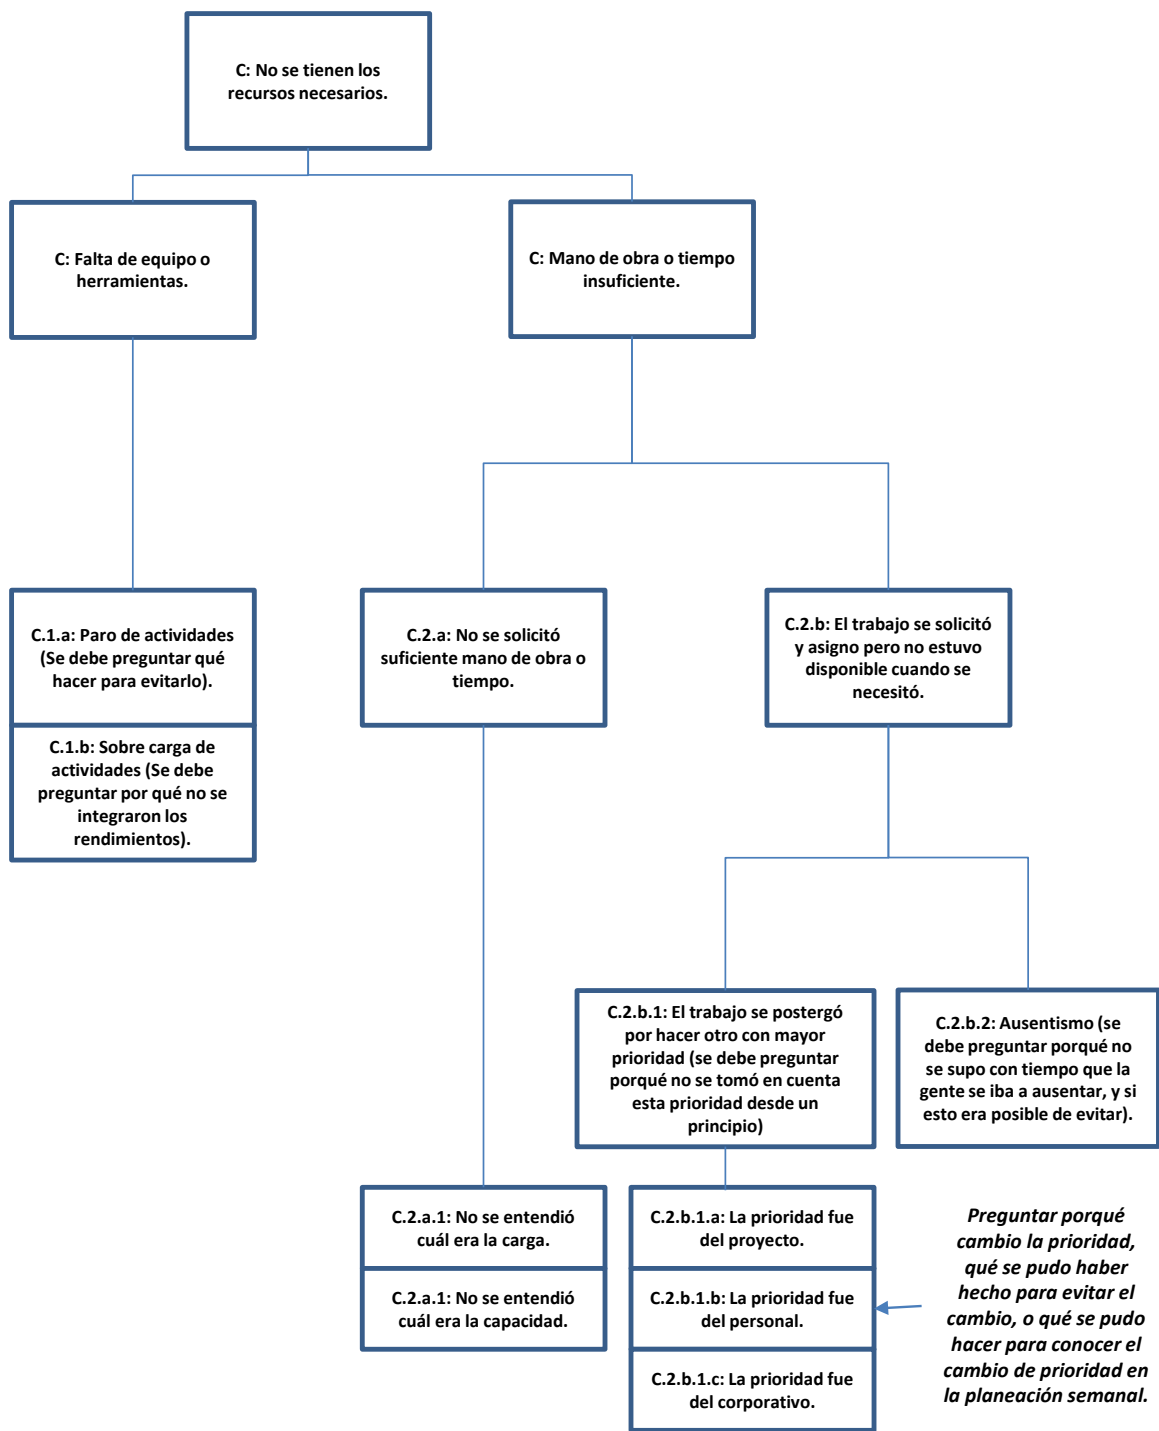 C: No se tienen los
recursos necesarios.
C: Falta de equipo o
herramientas.
C: Mano de obra o tiempo
insuficiente.
C.1.a: Paro de actividades
(Se debe preguntar qué
hacer para evitarlo).
C.1.b: Sobre carga de
actividades (Se debe
preguntar por qué no se
integraron los
rendimientos).
C.2.a: No se solicitó
suficiente mano de obra o
tiempo.
C.2.b: El trabajo se solicitó
y asigno pero no estuvo
disponible cuando se
necesitó.
C.2.b.1: El trabajo se postergó
por hacer otro con mayor
prioridad (se debe preguntar
porqué no se tomó en cuenta
esta prioridad desde un
principio)
C.2.b.2: Ausentismo (se
debe preguntar porqué no
se supo con tiempo que la
gente se iba a ausentar, y si
esto era posible de evitar).
C.2.a.1: No se entendió
cuál era la carga.
C.2.a.1: No se entendió
cuál era la capacidad.
C.2.b.1.a: La prioridad fue
del proyecto.
C.2.b.1.b: La prioridad fue
del personal.
C.2.b.1.c: La prioridad fue
del corporativo.
Preguntar porqué
cambio la prioridad,
qué se pudo haber
hecho para evitar el
cambio, o qué se pudo
hacer para conocer el
cambio de prioridad en
la planeación semanal.